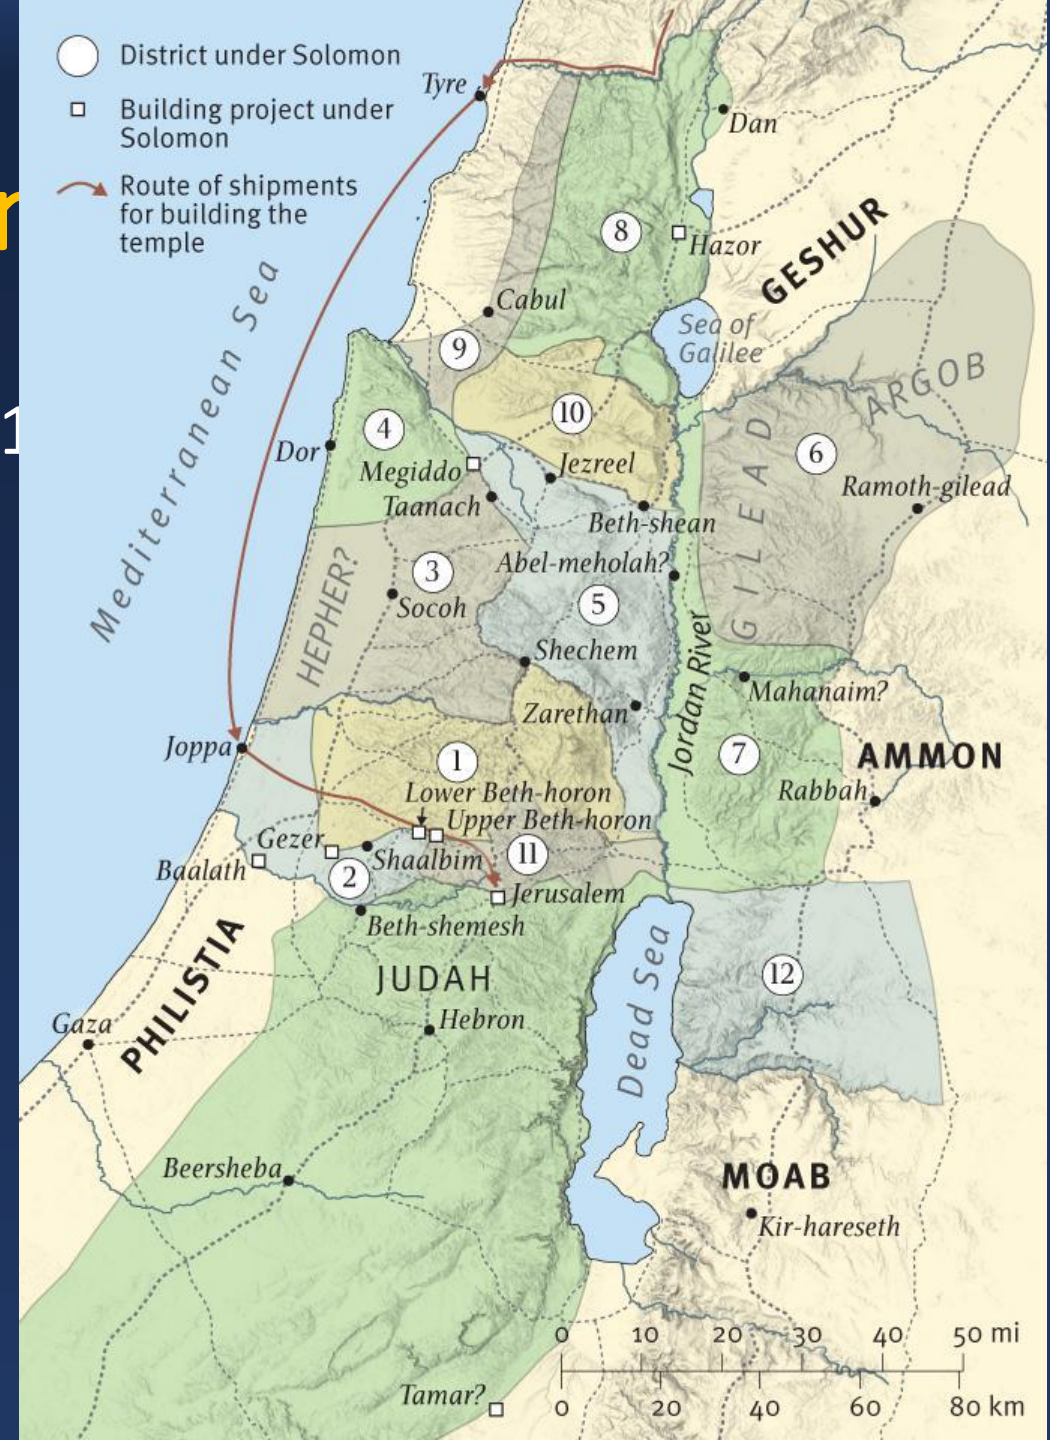 District under Solomon
Building project under
Solomon
Route of shipments
for building the
temple
r
1
Tyre
Dan
8
Hazor
GESHUR
Mediterranean Sea
Cabul
Sea of
Galilee
9
ARGOB
10
4
Dor
Megiddo
Jezreel
6
GILEAD
Taanach
Ramoth-gilead
Beth-shean
Abel-meholah?
HEPHER?
3
5
Socoh
Shechem
Jordan River
Mahanaim?
Zarethan
Joppa
1
7
AMMON
Lower Beth-horon
Rabbah
Upper Beth-horon
Gezer
Shaalbim
11
Baalath
2
Jerusalem
Beth-shemesh
PHILISTIA
JUDAH
Dead Sea
12
Gaza
Hebron
Beersheba
MOAB
Kir-hareseth
0 10 20 30 40 50 mi
Tamar?
0 20 40 60 80 km